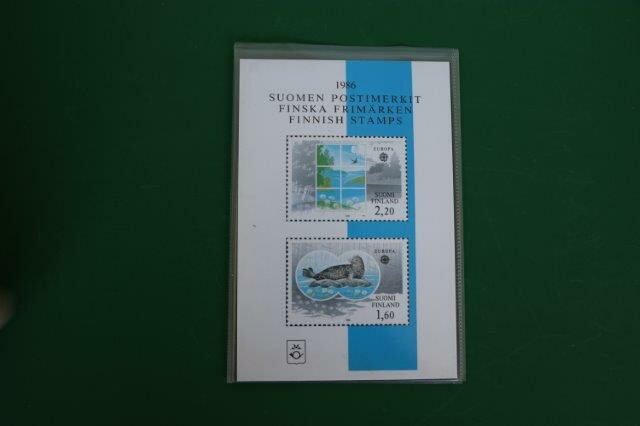 1986
SUOMEN POSTIMERKIT
FINSKA FRIMÄRKEN
FINNISH STAMPS
EUROPA
SUOMI
FINLAND
2,20
EUROPA
SUOMI
FINLAND
1,60